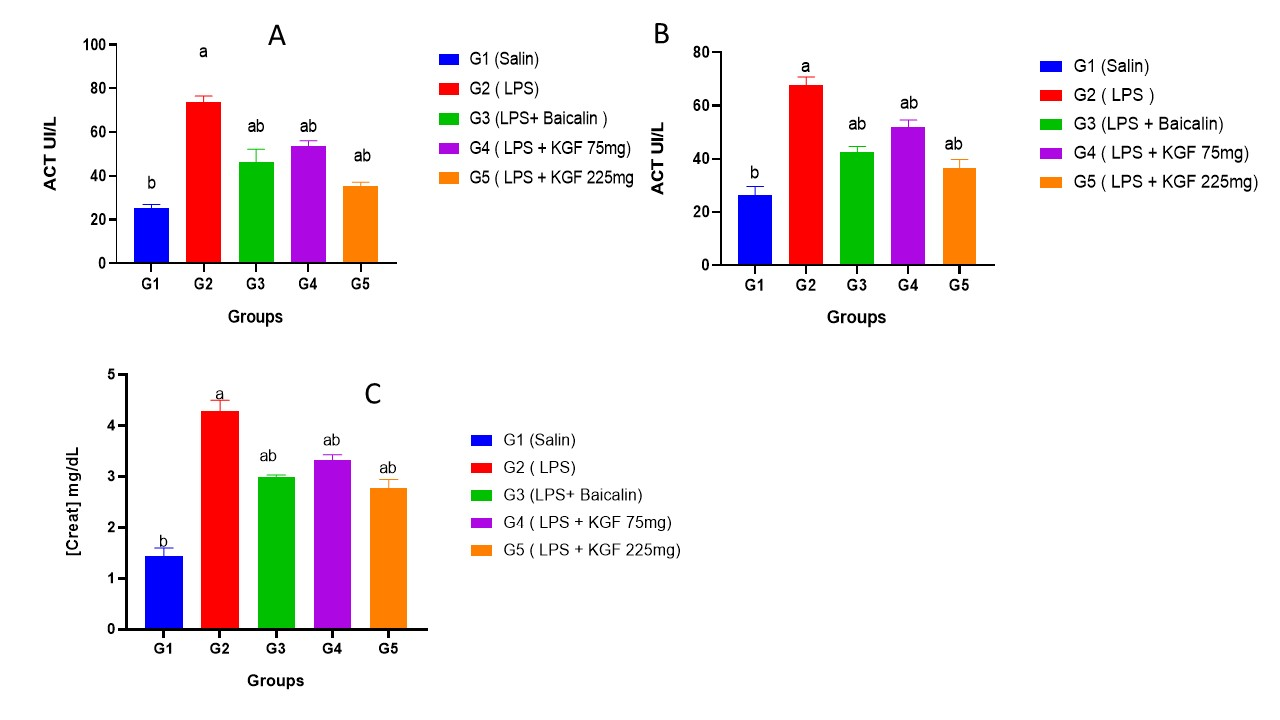 A
100
80
60
40
20
0
ACT UI/L
a
b
ab
ab
ab
G1 G2 G3 G4 G5
Groups
G1 (Salin)
G2 ( LPS)
G3 (LPS+ Baicalin )
G4 ( LPS + KGF 75mg)
G5 ( LPS + KGF 225mg
B
80
60
40
20
0
ACT UI/L
a
b
ab
ab
ab
G1 G2 G3 G4 G5
Groups
G1 (Salin)
G2 ( LPS )
G3 (LPS + Baicalin)
G4 ( LPS + KGF 75mg)
G5 ( LPS + KGF 225mg)
C
5
4
3
2
1
0
[Creat] mg/dL
a
b
ab
ab
ab
G1 G2 G3 G4 G5
Groups
G1 (Salin)
G2 ( LPS)
G3 (LPS+ Baicalin)
G4 ( LPS + KGF 75mg)
G5 ( LPS + KGF 225mg)